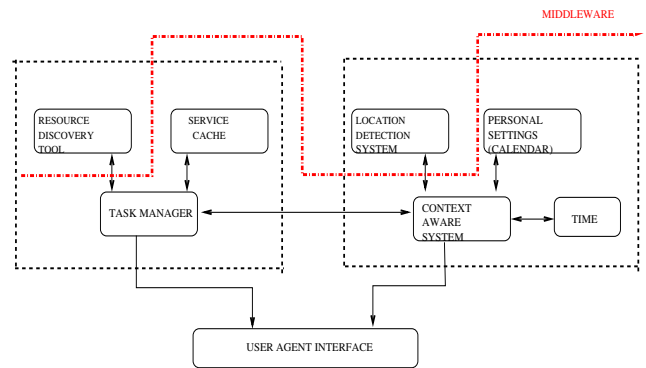 MIDDLEWARE
RESOURCE
DISCOVERY
TOOL
SERVICE
CACHE
LOCATION
DETECTION
SYSTEM
PERSONAL
SETTINGS
(CALENDAR)
TASK MANAGER
CONTEXT
AWARE
SYSTEM
TIME
USER AGENT INTERFACE